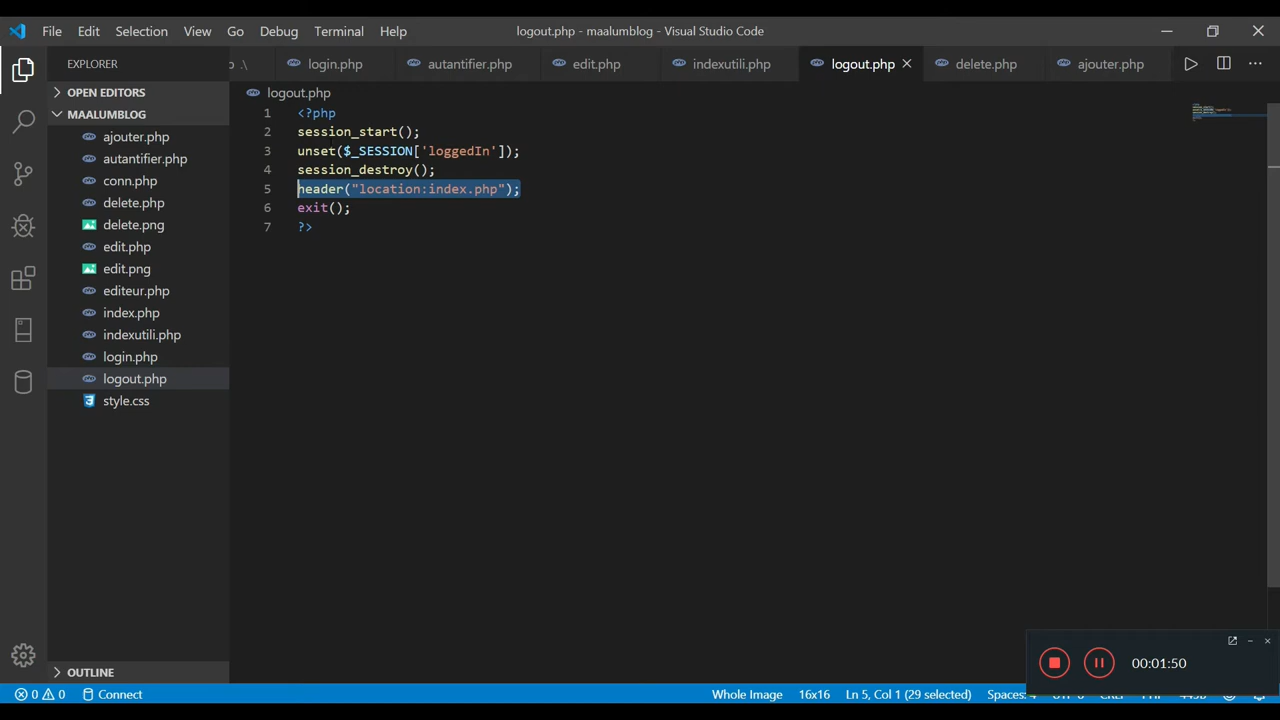 File Edit Selection View Go Debug Terminal Help logout.php - maalumblog - Visual Studio Code
EXPLORER
.\ login.php autantifier.php edit.php indexutili.php logout.php delete.php ajouter.php
OPEN EDITORS
logout.php
MAALUMBLOG
ajouter.php
autantifier.php
conn.php
delete.php
delete.png
edit.php
edit.png
editeur.php
index.php
indexutili.php
login.php
logout.php
style.css
1 <?php
2 session_start();
3 unset($_SESSION['loggedIn']);
4 session_destroy();
5 header("location:index.php");
6 exit();
7 ?>
00:01:50
OUTLINE
0 0 Connect Whole Image 16x16 Ln 5, Col 1 (29 selected)